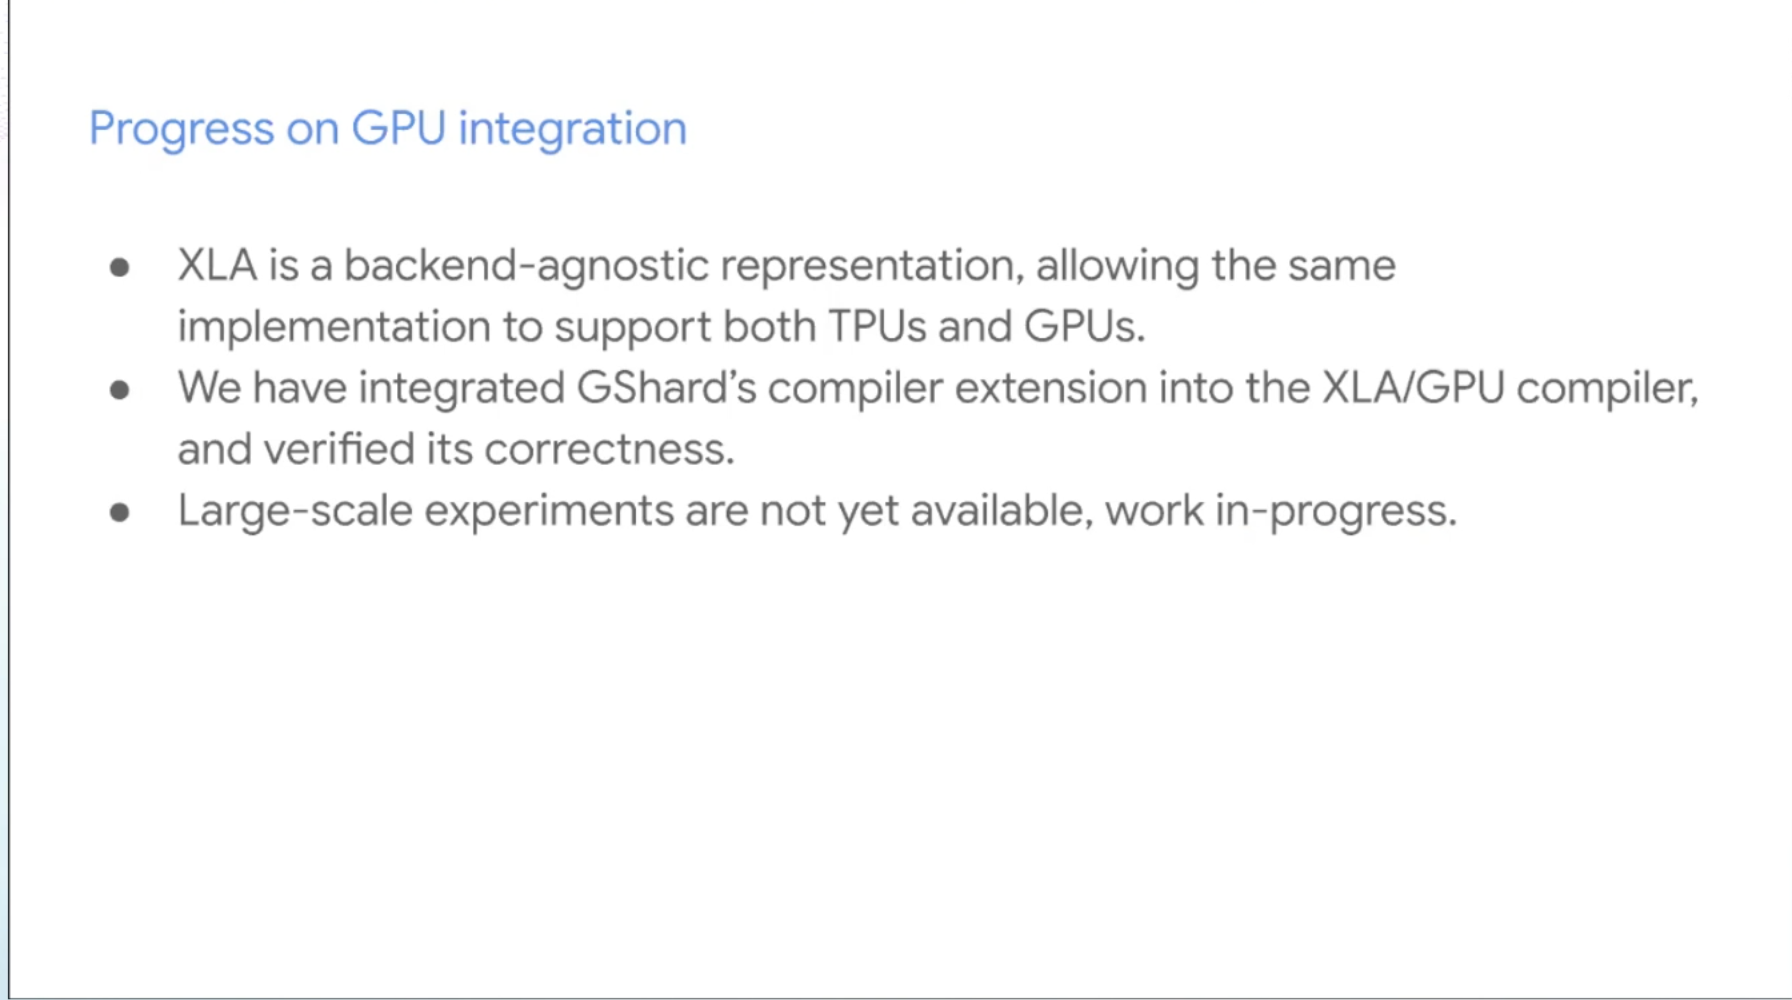 Progress on GPU integration
● XLA is a backend-agnostic representation, allowing the same
implementation to support both TPUs and GPUs.
● We have integrated GShard’s compiler extension into the XLA/GPU compiler,
and verified its correctness.
● Large-scale experiments are not yet available, work in-progress.